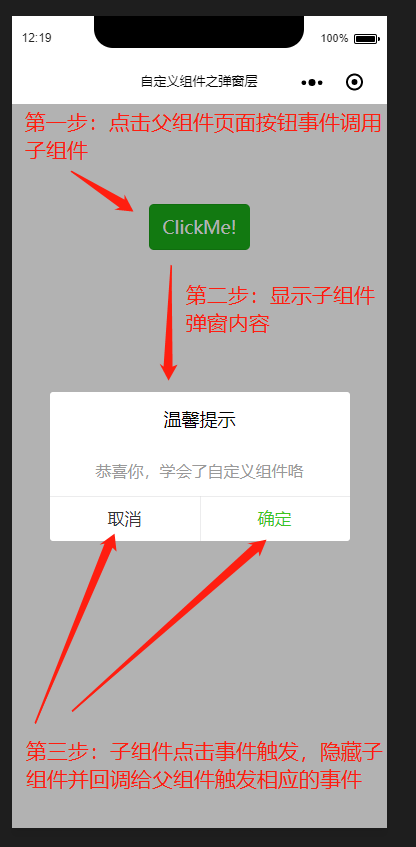 12:19
100%
自定义组件之弹窗层
第一步：点击父组件页面按钮事件调用
子组件
ClickMe!
第二步：显示子组件
弹窗内容
温馨提示
恭喜你，学会了自定义组件咯
取消
确定
第三步：子组件点击事件触发，隐藏子
组件并回调给父组件触发相应的事件